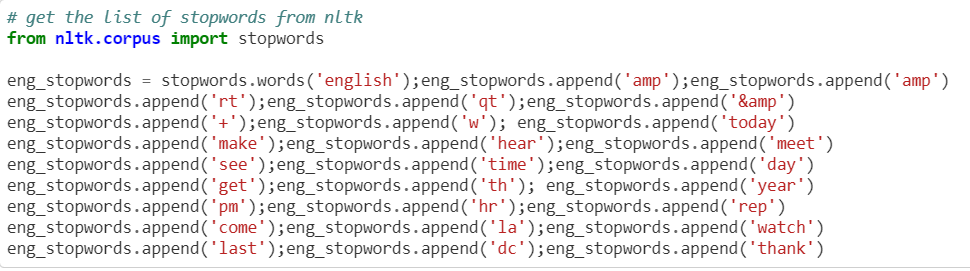 # get the list of stopwords from nltk
from nltk.corpus import stopwords
eng_stopwords = stopwords.words('english');eng_stopwords.append('amp');eng_stopwords.append('amp')
eng_stopwords.append('rt');eng_stopwords.append('qt');eng_stopwords.append('&amp')
eng_stopwords.append('+');eng_stopwords.append('w'); eng_stopwords.append('today')
eng_stopwords.append('make');eng_stopwords.append('hear');eng_stopwords.append('meet')
eng_stopwords.append('see');eng_stopwords.append('time');eng_stopwords.append('day')
eng_stopwords.append('get');eng_stopwords.append('th'); eng_stopwords.append('year')
eng_stopwords.append('pm');eng_stopwords.append('hr');eng_stopwords.append('rep')
eng_stopwords.append('come');eng_stopwords.append('la');eng_stopwords.append('watch')
eng_stopwords.append('last');eng_stopwords.append('dc');eng_stopwords.append('thank')